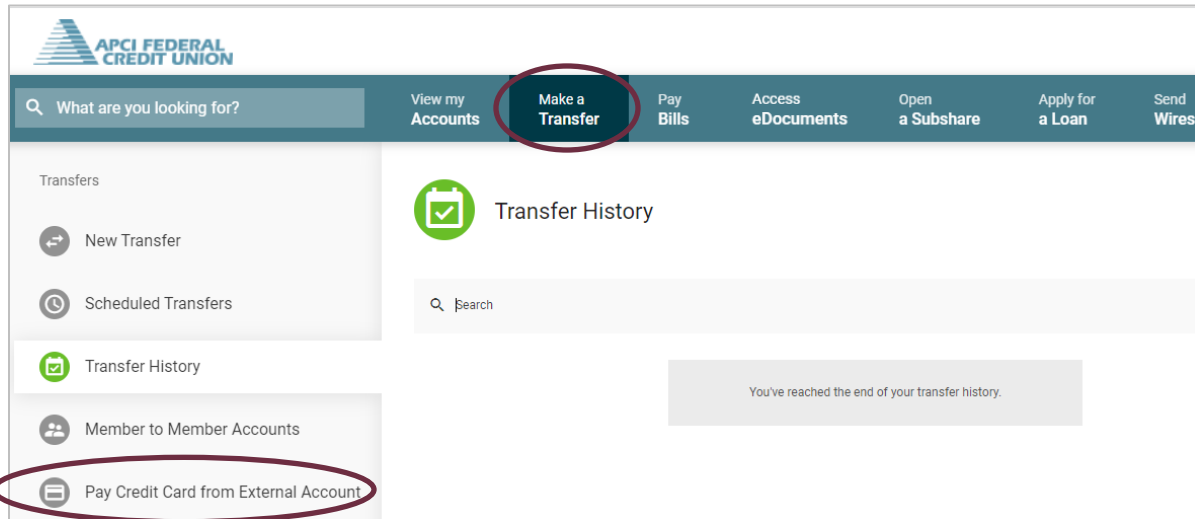 APCI FEDERAL
CREDIT UNION
What are you looking for?
View my
Accounts
Make a
Transfer
Pay
Bills
Access
eDocuments
Open
a Subshare
Apply for
a Loan
Send
Wires
Transfers
New Transfer
Scheduled Transfers
Transfer History
Member to Member Accounts
Pay Credit Card from External Account
Transfer History
Search
You've reached the end of your transfer history.